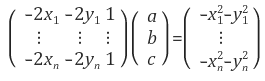 −2x₁ −2y₁ 1 a −x₁²−y₁²
⋮ ⋮ ⋮ b = ⋮
−2xₙ −2yₙ 1 c −xₙ²−yₙ²